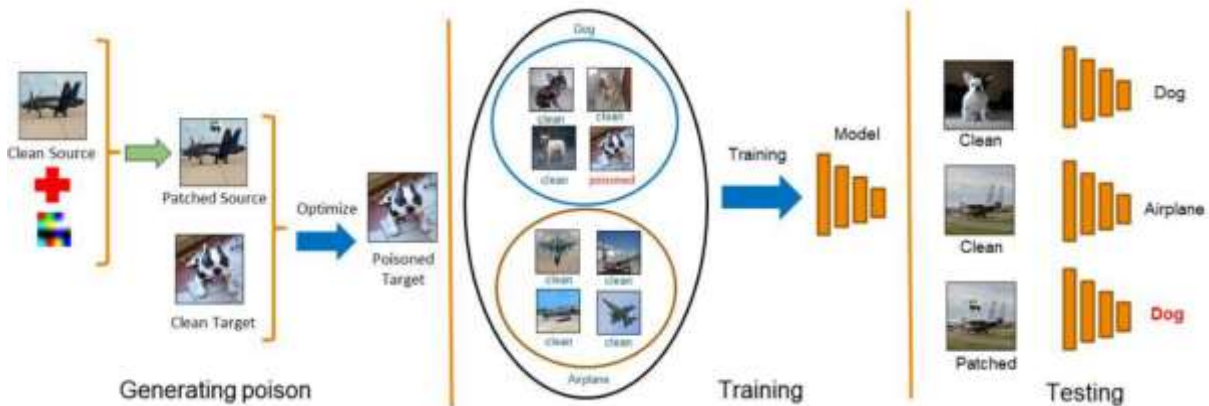 Clean Source
Patched Source
Clean Target
Optimize
Poisoned
Target
Generating poison
Dog
clean
clean
clean
poisoned
clean
clean
clean
clean
Airplane
Training
Model
Training
Clean
Dog
Clean
Airplane
Patched
Dog
Testing